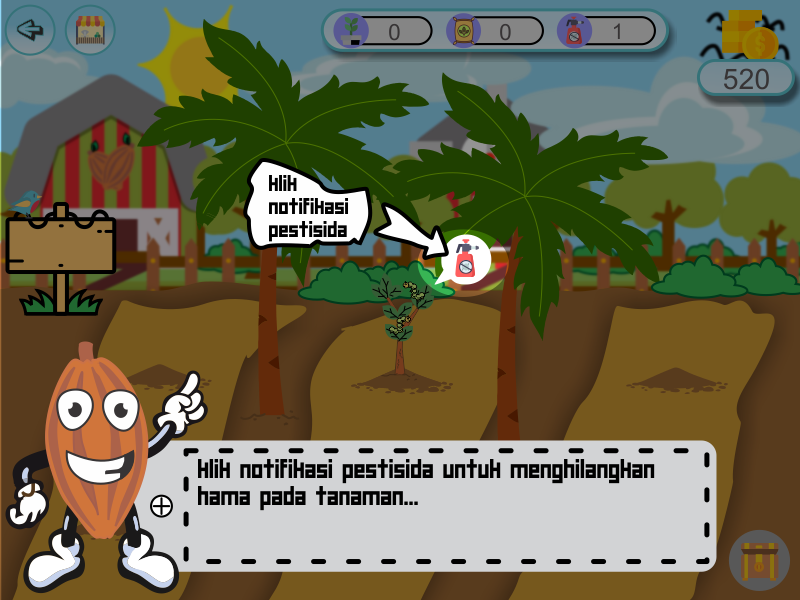 0
0
1
520
klik
notifikasi
pestisida
klik notifikasi pestisida untuk menghilangkan
hama pada tanaman...